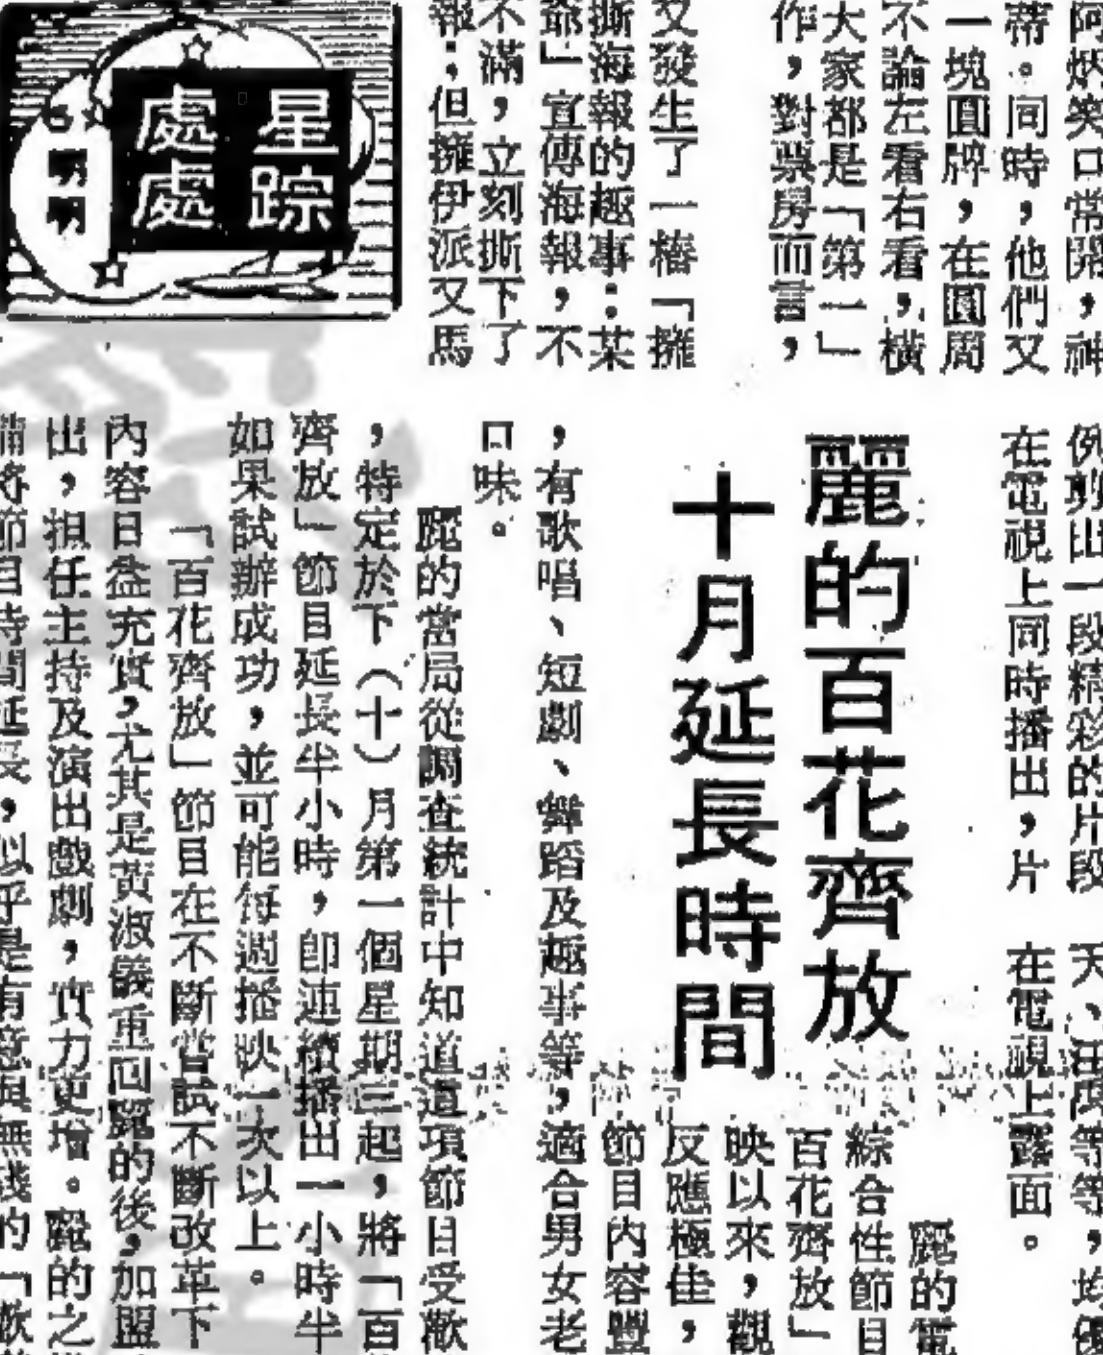 阿炳笑口常開，神
蒂。同時，他們又
一塊圓牌，在圓周
不論左看右看，橫
大家都是「第一」
作，對票房而言，
又發生了一樁「擁
撕海報的趣事：某
爺」宣傳海報，不
不滿，立刻撕下了
報；但擁伊派又馬
星踪
處處
例剪出一段精彩的片段
在電視上同時播出，片
天、汪禹等等，均
在電視上露面。
麗的百花齊放
十月延長時間
麗的電
綜合性節目
百花齊放」
映以來，觀
反應極佳，
節目內容豐
，有歌唱、短劇、舞蹈及趣事等，適合男女老
口味。
麗的當局從調查統計中知道這項節目受歡
，特定於下（十）月第一個星期三起，將「百
齊放」節目延長半小時，即連續播出一小時半
如果試辦成功，並可能每週播映一次以上。
「百花齊放」節目在不斷嘗試不斷改革下
內容日益充實，尤其是黃淑儀重回麗的後，加盟
出，担任主持及演出戲劇，實力更增。麗的之
將節目時間延長，似乎是有意與無綫的「歡